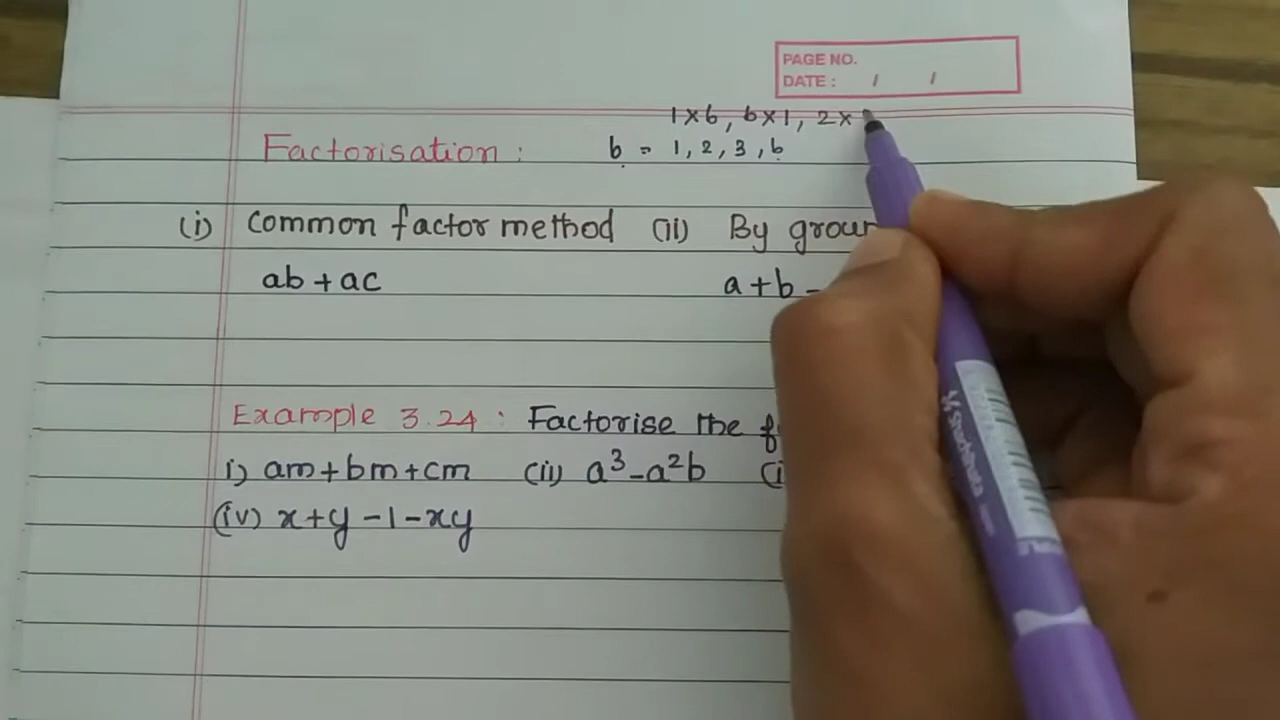 PAGE NO.
DATE : / /
1×6, 6×1, 2×
Factorisation : 6 = 1, 2, 3, 6
(i) Common factor method (ii) By
ab + ac a + b -
Example 3.24 : Factorise the
i) am + bm + cm (ii) a³ - a²b
(iv) x + y - 1 - xy
Shachihata